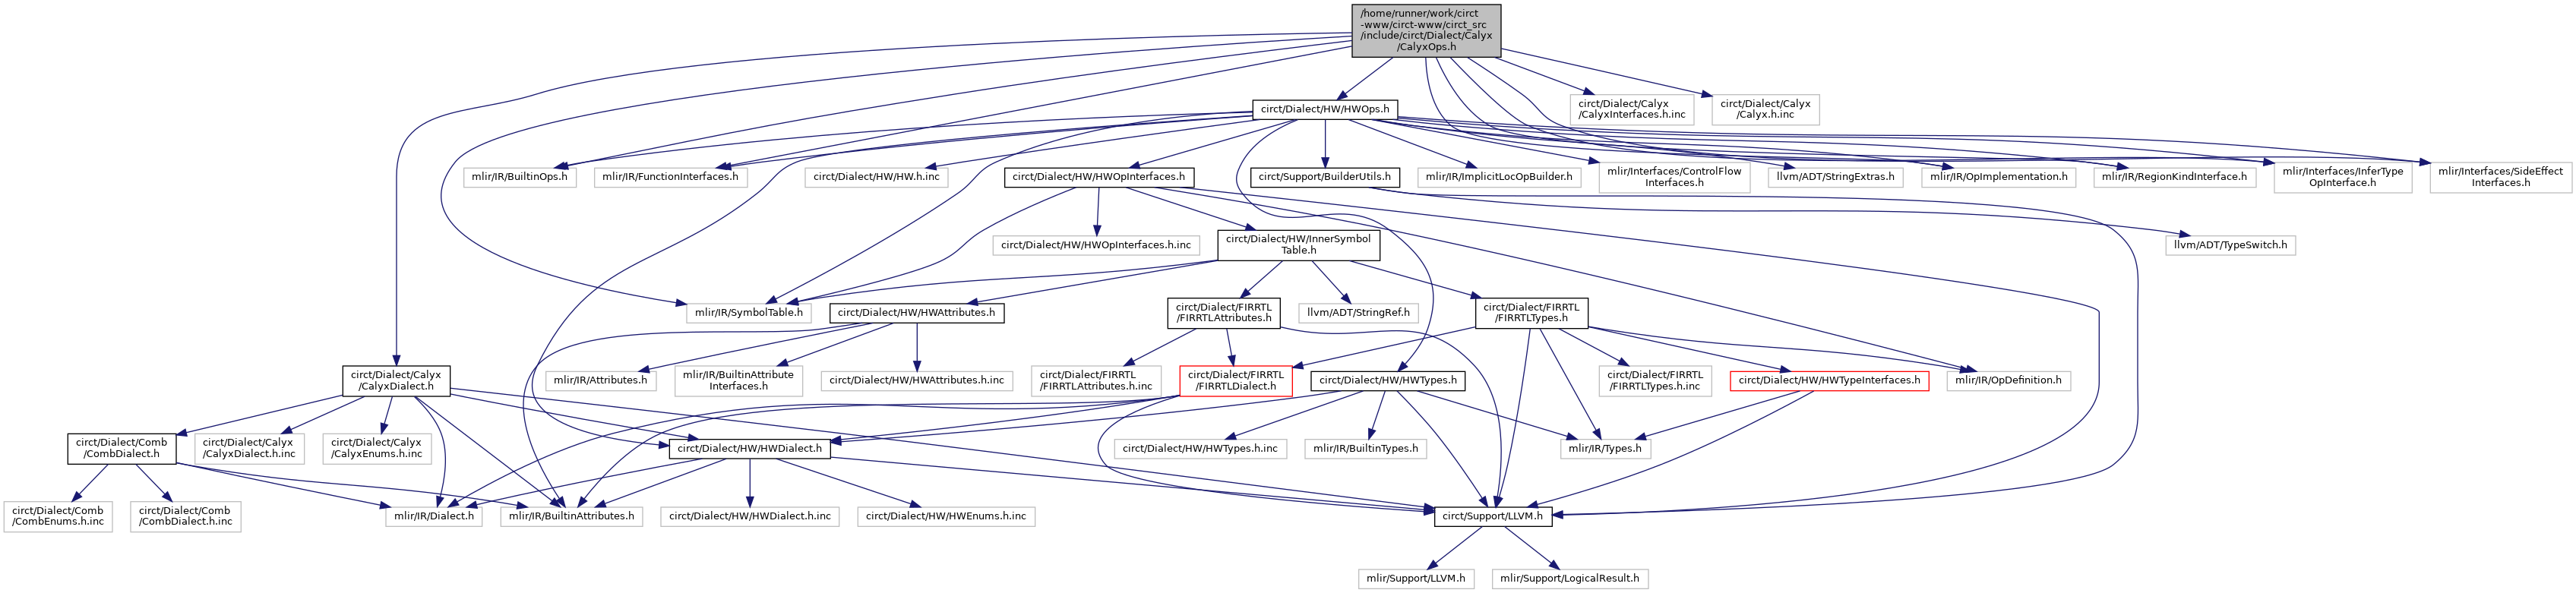 /home/runner/work/circt
-www/circt-www/circt_src
/include/circt/Dialect/Calyx
/CalyxOps.h
circt/Dialect/HW/HWOps.h
circt/Dialect/Calyx
/CalyxInterfaces.h.inc
circt/Dialect/Calyx
/Calyx.h.inc
mlir/IR/BuiltinOps.h
mlir/IR/FunctionInterfaces.h
circt/Dialect/HW/HW.h.inc
circt/Dialect/HW/HWOpInterfaces.h
circt/Support/BuilderUtils.h
mlir/IR/ImplicitLocOpBuilder.h
mlir/Interfaces/ControlFlow
Interfaces.h
llvm/ADT/StringExtras.h
mlir/IR/OpImplementation.h
mlir/IR/RegionKindInterface.h
mlir/Interfaces/InferType
OpInterface.h
mlir/Interfaces/SideEffect
Interfaces.h
circt/Dialect/HW/HWOpInterfaces.h.inc
circt/Dialect/HW/InnerSymbol
Table.h
llvm/ADT/TypeSwitch.h
mlir/IR/SymbolTable.h
circt/Dialect/HW/HWAttributes.h
circt/Dialect/FIRRTL
/FIRRTLAttributes.h
llvm/ADT/StringRef.h
circt/Dialect/FIRRTL
/FIRRTLTypes.h
circt/Dialect/Calyx
/CalyxDialect.h
mlir/IR/Attributes.h
mlir/IR/BuiltinAttribute
Interfaces.h
circt/Dialect/HW/HWAttributes.h.inc
circt/Dialect/FIRRTL
/FIRRTLAttributes.h.inc
circt/Dialect/FIRRTL
/FIRRTLDialect.h
circt/Dialect/HW/HWTypes.h
circt/Dialect/FIRRTL
/FIRRTLTypes.h.inc
circt/Dialect/HW/HWTypeInterfaces.h
mlir/IR/OpDefinition.h
circt/Dialect/Comb
/CombDialect.h
circt/Dialect/Calyx
/CalyxDialect.h.inc
circt/Dialect/Calyx
/CalyxEnums.h.inc
circt/Dialect/HW/HWDialect.h
circt/Dialect/HW/HWTypes.h.inc
mlir/IR/BuiltinTypes.h
mlir/IR/Types.h
circt/Dialect/Comb
/CombEnums.h.inc
circt/Dialect/Comb
/CombDialect.h.inc
mlir/IR/Dialect.h
mlir/IR/BuiltinAttributes.h
circt/Dialect/HW/HWDialect.h.inc
circt/Dialect/HW/HWEnums.h.inc
circt/Support/LLVM.h
mlir/Support/LLVM.h
mlir/Support/LogicalResult.h